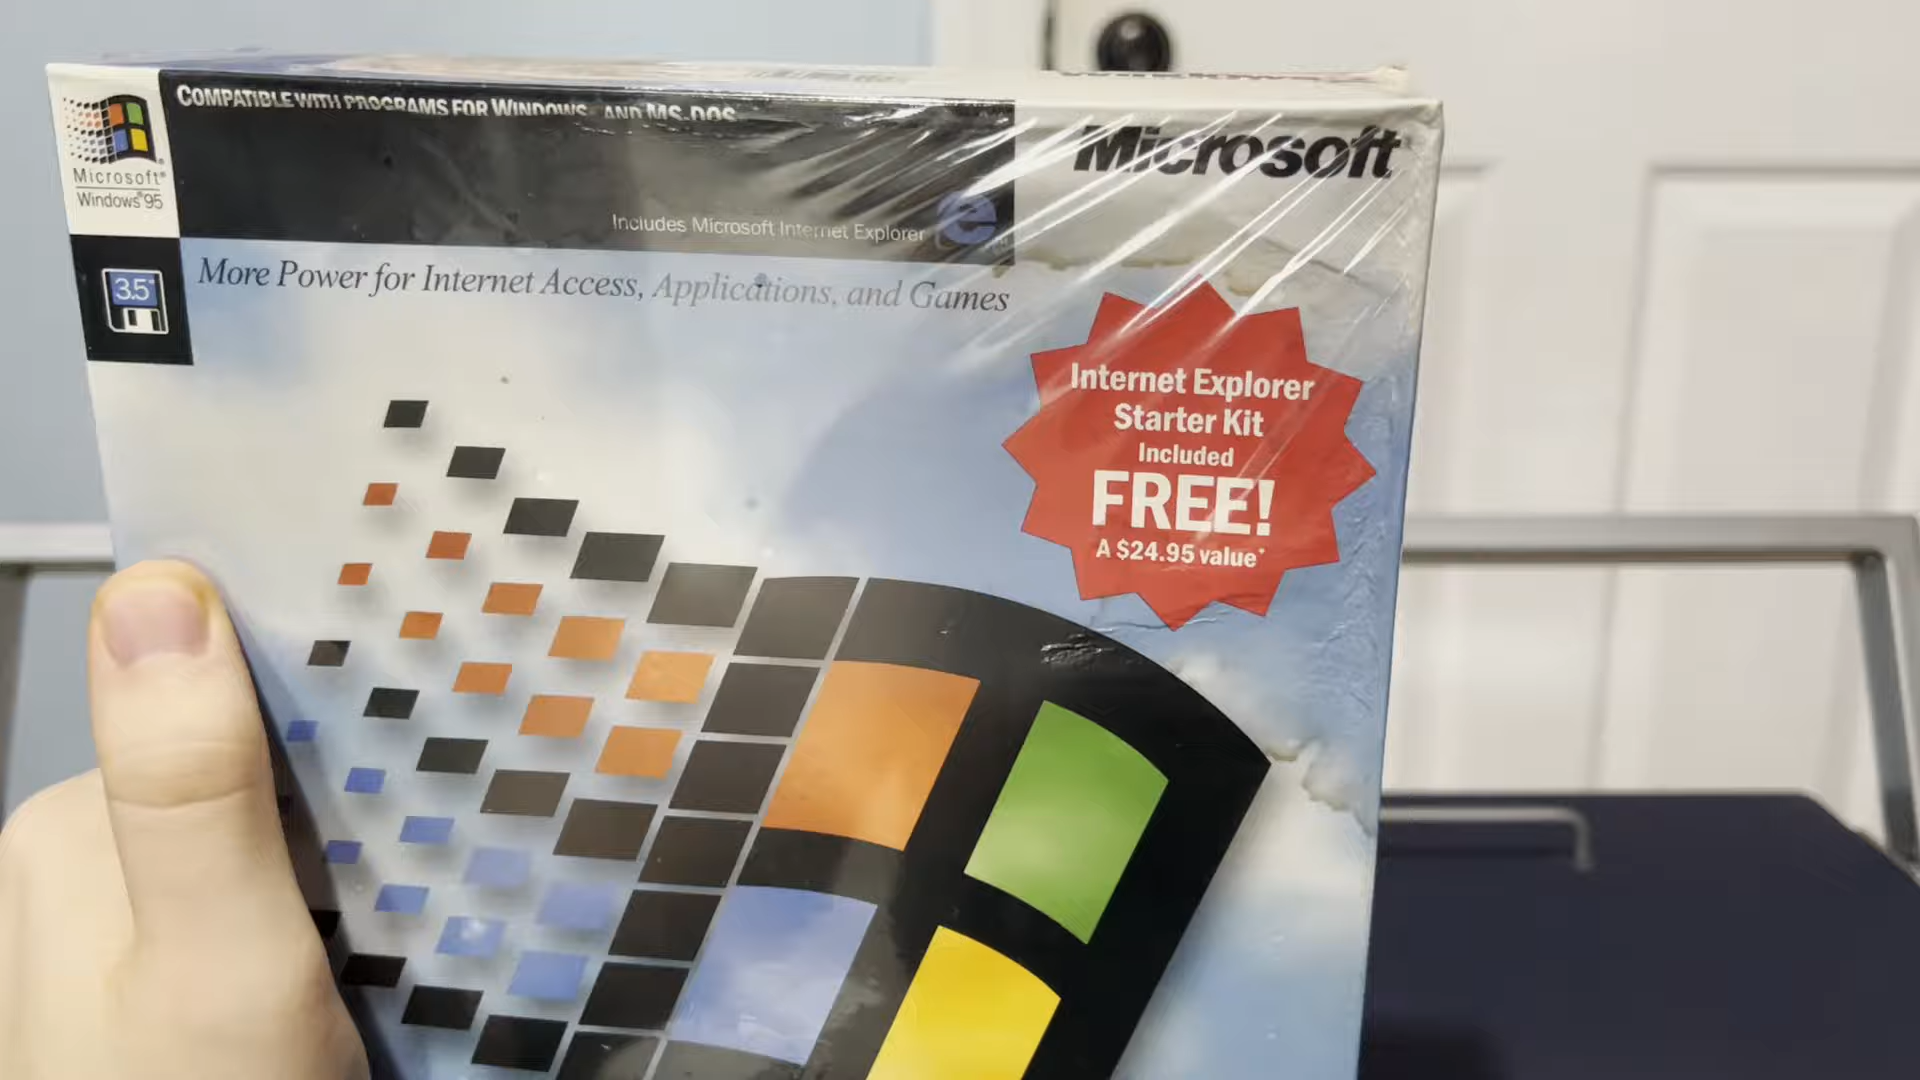 COMPATIBLE WITH PROGRAMS FOR WINDOWS AND MS-DOS
Microsoft®
Windows®95
Microsoft
Includes Microsoft Internet Explorer
3.5"
More Power for Internet Access, Applications, and Games
Internet Explorer
Starter Kit
Included
FREE!
A $24.95 value*